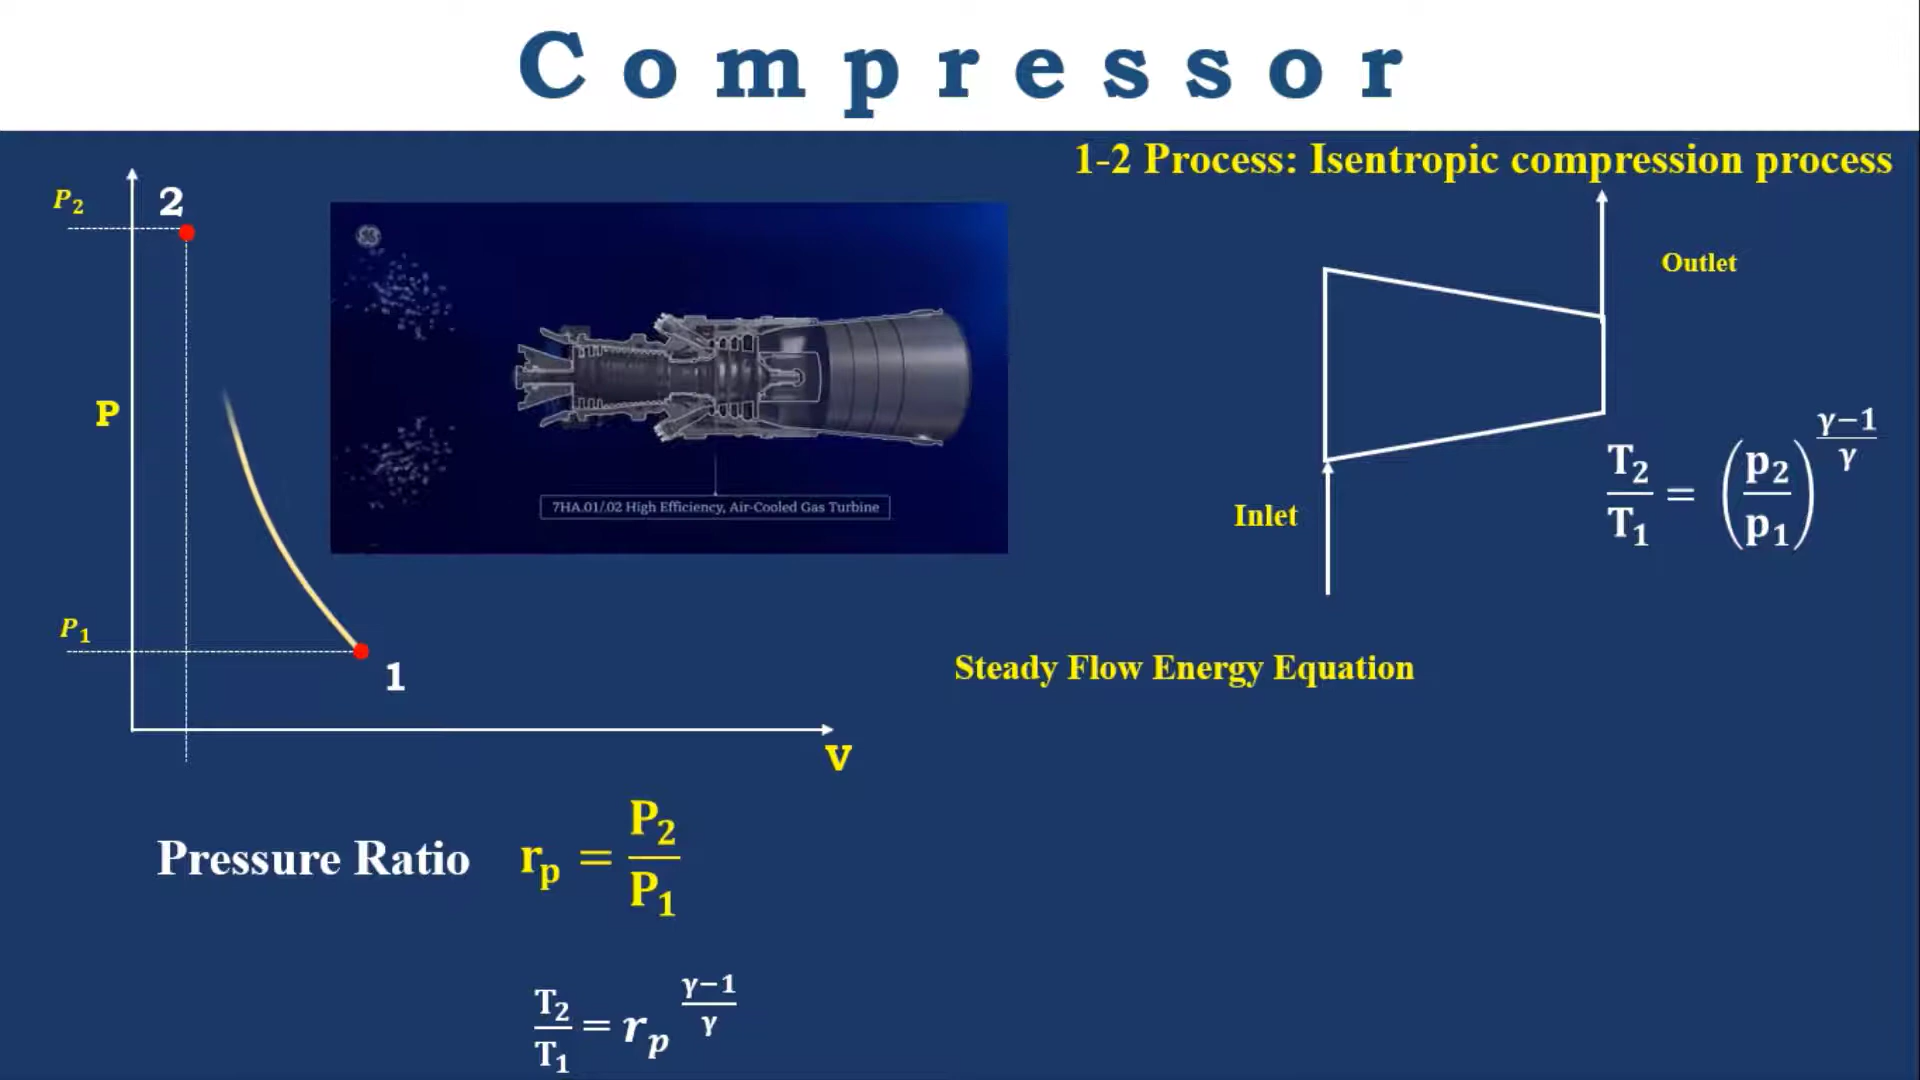 Compressor
1-2 Process: Isentropic compression process
P₂
2
Outlet
P
T₂/T₁ = (p₂/p₁)^((γ−1)/γ)
7HA.01/.02 High Efficiency, Air-Cooled Gas Turbine
Inlet
P₁
1
Steady Flow Energy Equation
V
Pressure Ratio r_p = P₂/P₁
T₂/T₁ = r_p^((γ−1)/γ)